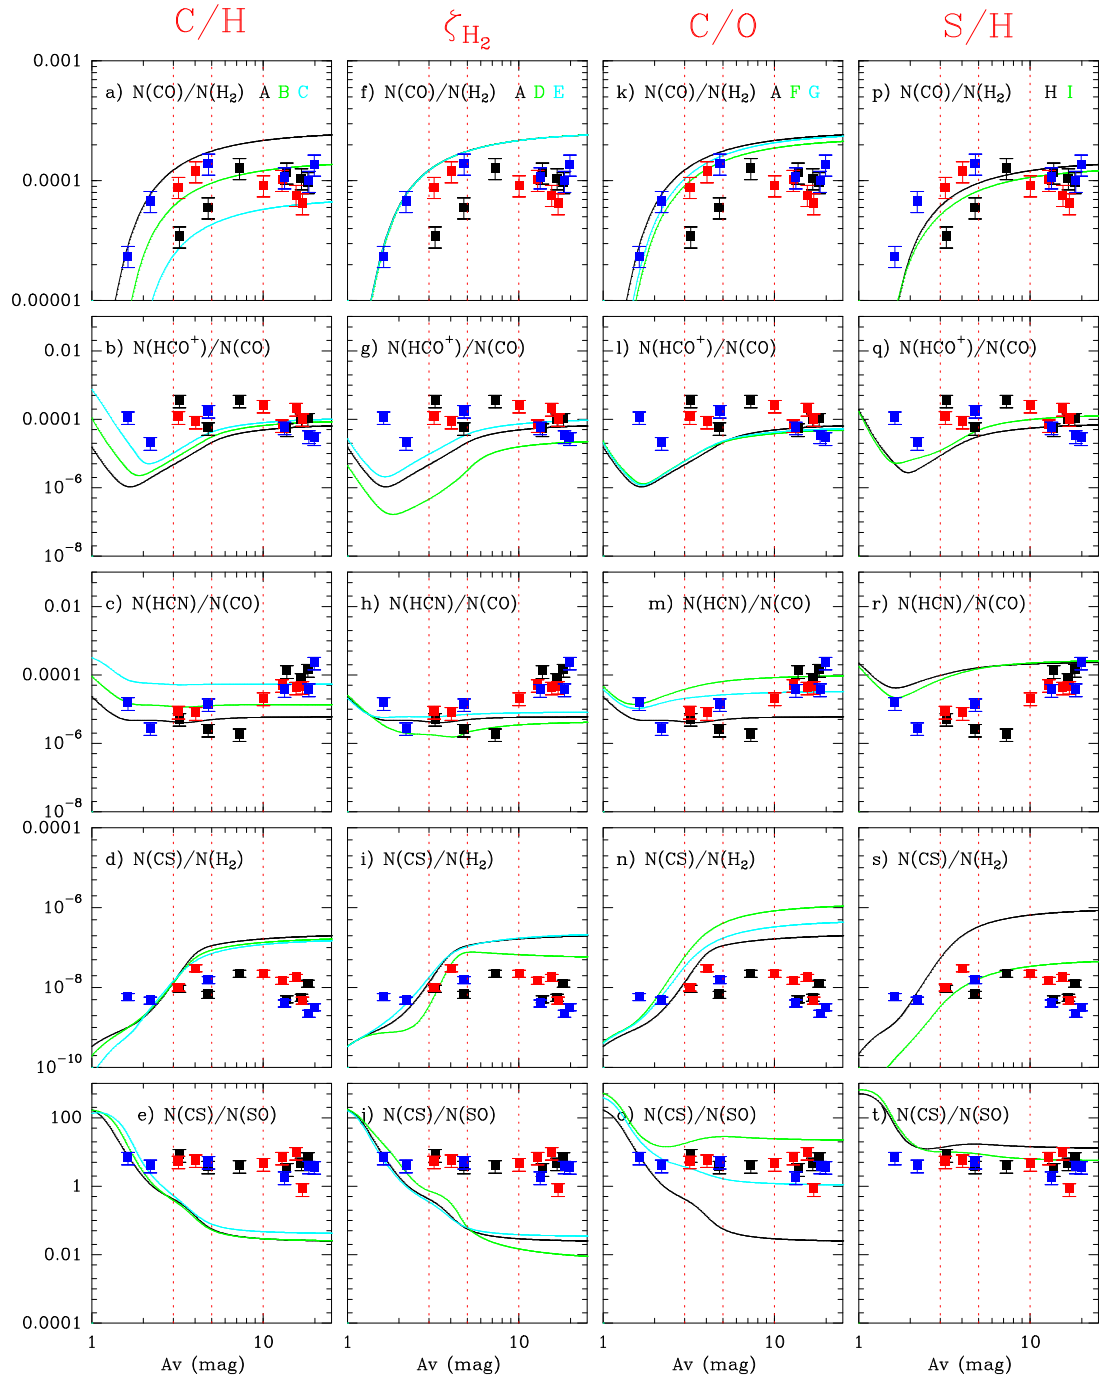 C/H ζH₂ C/O S/H
0.001 a) N(CO)/N(H₂) A B C f) N(CO)/N(H₂) A D E k) N(CO)/N(H₂) A F G p) N(CO)/N(H₂) H I
0.0001
0.00001
b) N(HCO⁺)/N(CO) g) N(HCO⁺)/N(CO) l) N(HCO⁺)/N(CO) q) N(HCO⁺)/N(CO)
0.01
0.0001
10⁻⁶
10⁻⁸
c) N(HCN)/N(CO) h) N(HCN)/N(CO) m) N(HCN)/N(CO) r) N(HCN)/N(CO)
0.01
0.0001
10⁻⁶
10⁻⁸
0.0001
d) N(CS)/N(H₂) i) N(CS)/N(H₂) n) N(CS)/N(H₂) s) N(CS)/N(H₂)
10⁻⁶
10⁻⁸
10⁻¹⁰
e) N(CS)/N(SO) j) N(CS)/N(SO) o) N(CS)/N(SO) t) N(CS)/N(SO)
100
1
0.01
0.0001
1 10 1 10 1 10 1 10
Av (mag) Av (mag) Av (mag) Av (mag)